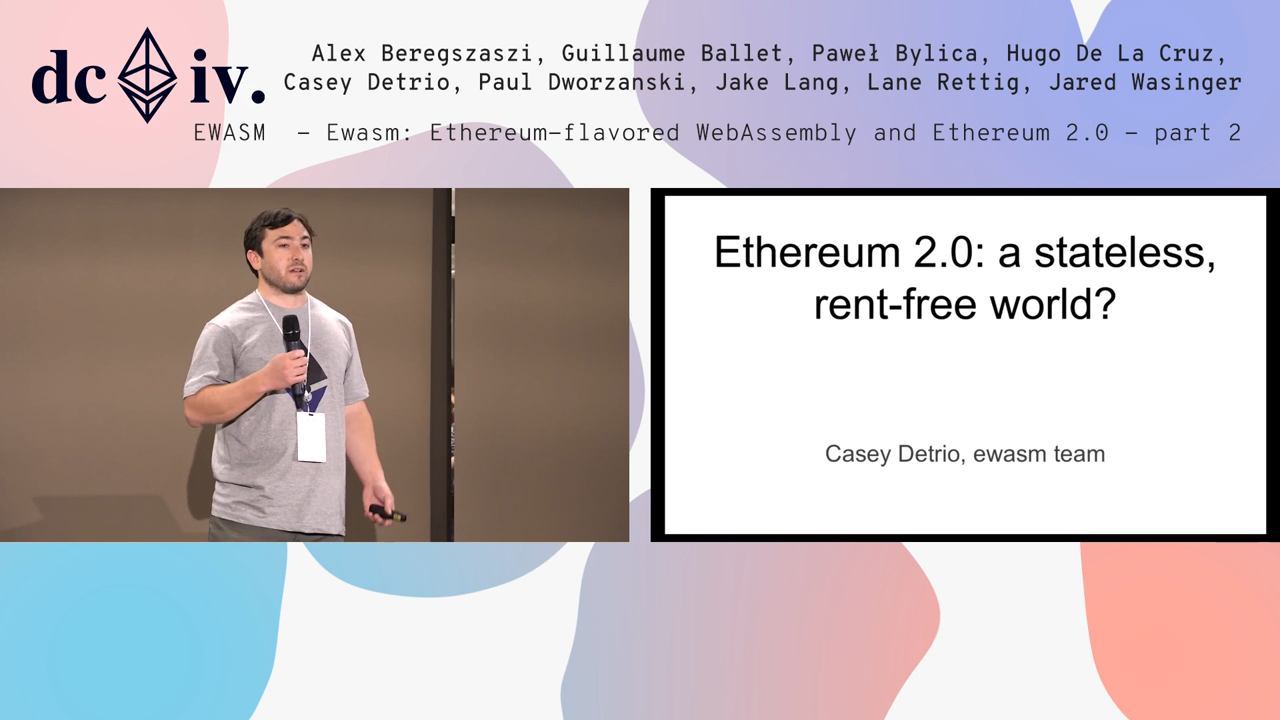 dc iv.
Alex Beregszaszi, Guillaume Ballet, Paweł Bylica, Hugo De La Cruz,
Casey Detrio, Paul Dworzanski, Jake Lang, Lane Rettig, Jared Wasinger
EWASM - Ewasm: Ethereum-flavored WebAssembly and Ethereum 2.0 - part 2
Ethereum 2.0: a stateless,
rent-free world?
Casey Detrio, ewasm team